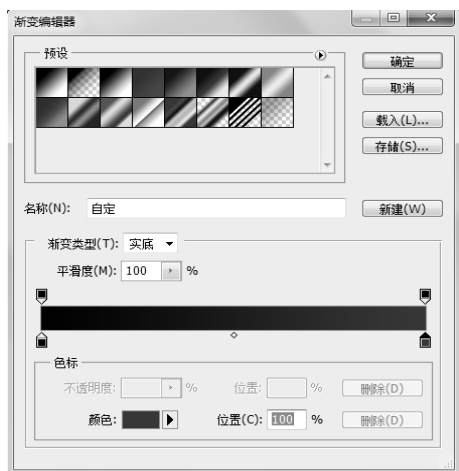 渐变编辑器
预设
确定
取消
载入(L)...
存储(S)...
名称(N): 自定
新建(W)
渐变类型(T): 实底
平滑度(M): 100 %
色标
不透明度: % 位置: % 删除(D)
颜色: 位置(C): 100 % 删除(D)